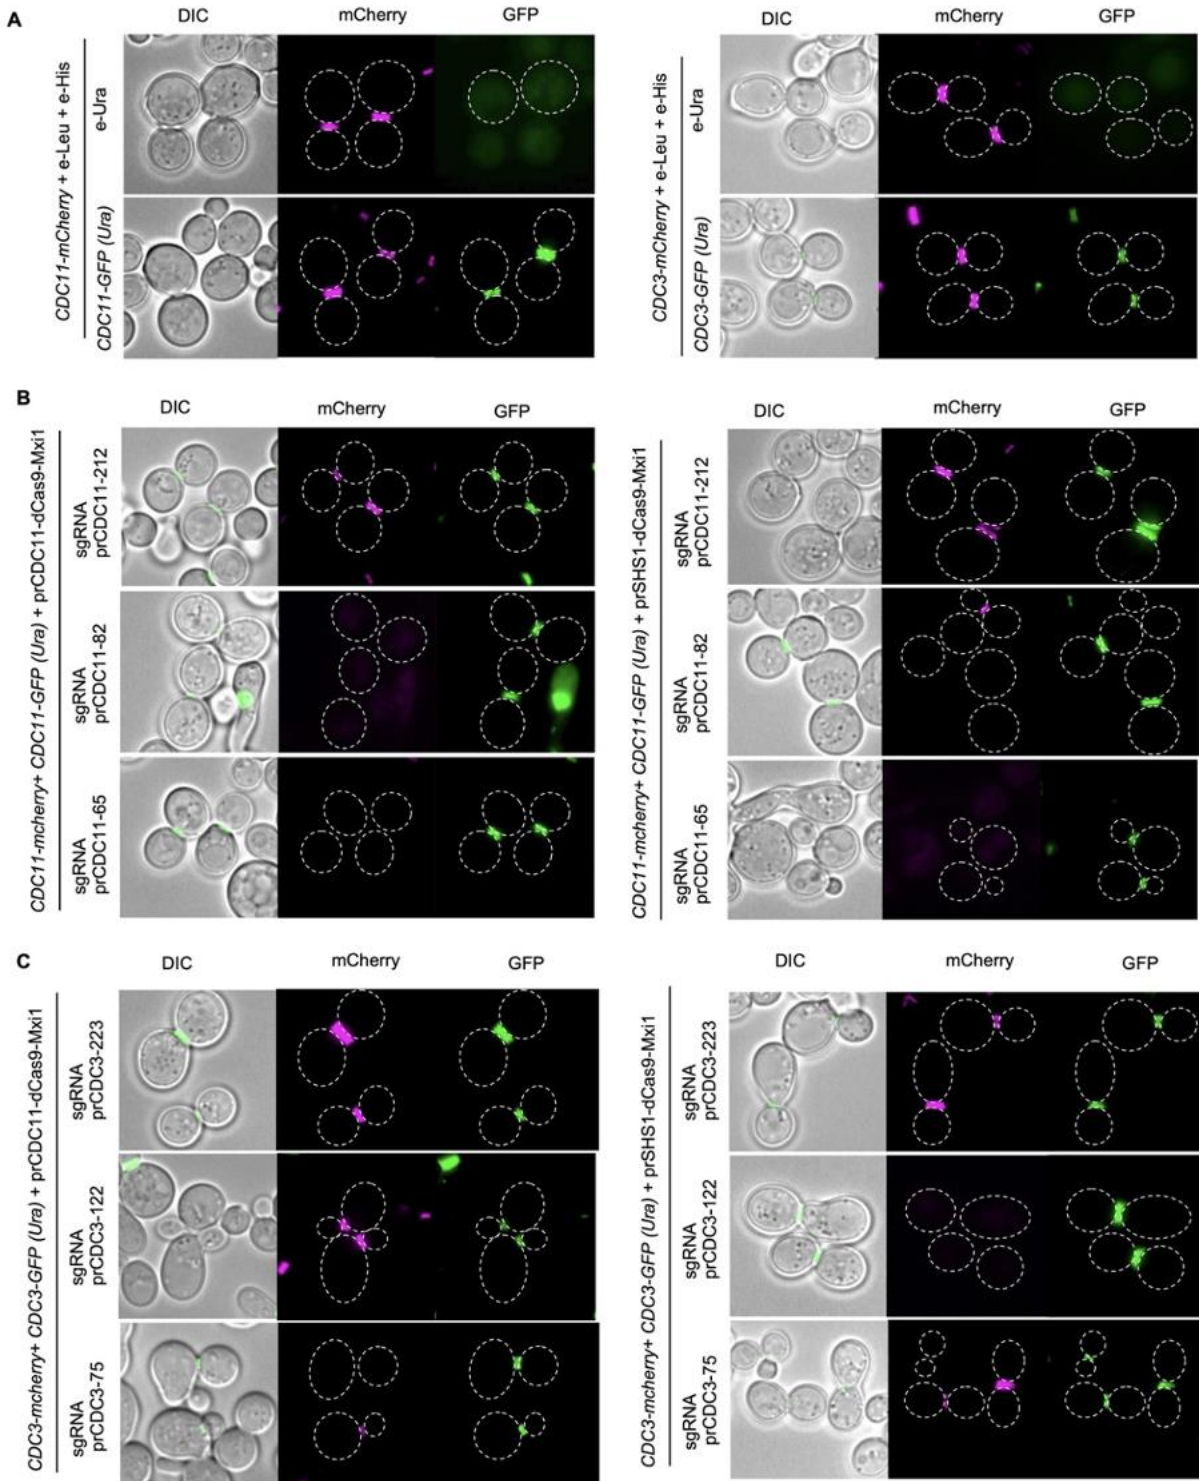 A
DIC mCherry GFP
CDC11-mCherry + e-Leu + e-His
e-Ura
CDC11-GFP (Ura)
DIC mCherry GFP
CDC3-mCherry + e-Leu + e-His
e-Ura
CDC3-GFP (Ura)
B
DIC mCherry GFP
CDC11-mcherry+ CDC11-GFP (Ura) + prCDC11-dCas9-Mxi1
sgRNA
prCDC11-212
sgRNA
prCDC11-82
sgRNA
prCDC11-65
DIC mCherry GFP
CDC11-mcherry+ CDC11-GFP (Ura) + prSHS1-dCas9-Mxi1
sgRNA
prCDC11-212
sgRNA
prCDC11-82
sgRNA
prCDC11-65
C
DIC mCherry GFP
CDC3-mcherry+ CDC3-GFP (Ura) + prCDC11-dCas9-Mxi1
sgRNA
prCDC3-223
sgRNA
prCDC3-122
sgRNA
prCDC3-75
DIC mCherry GFP
CDC3-mcherry+ CDC3-GFP (Ura) + prSHS1-dCas9-Mxi1
sgRNA
prCDC3-223
sgRNA
prCDC3-122
sgRNA
prCDC3-75